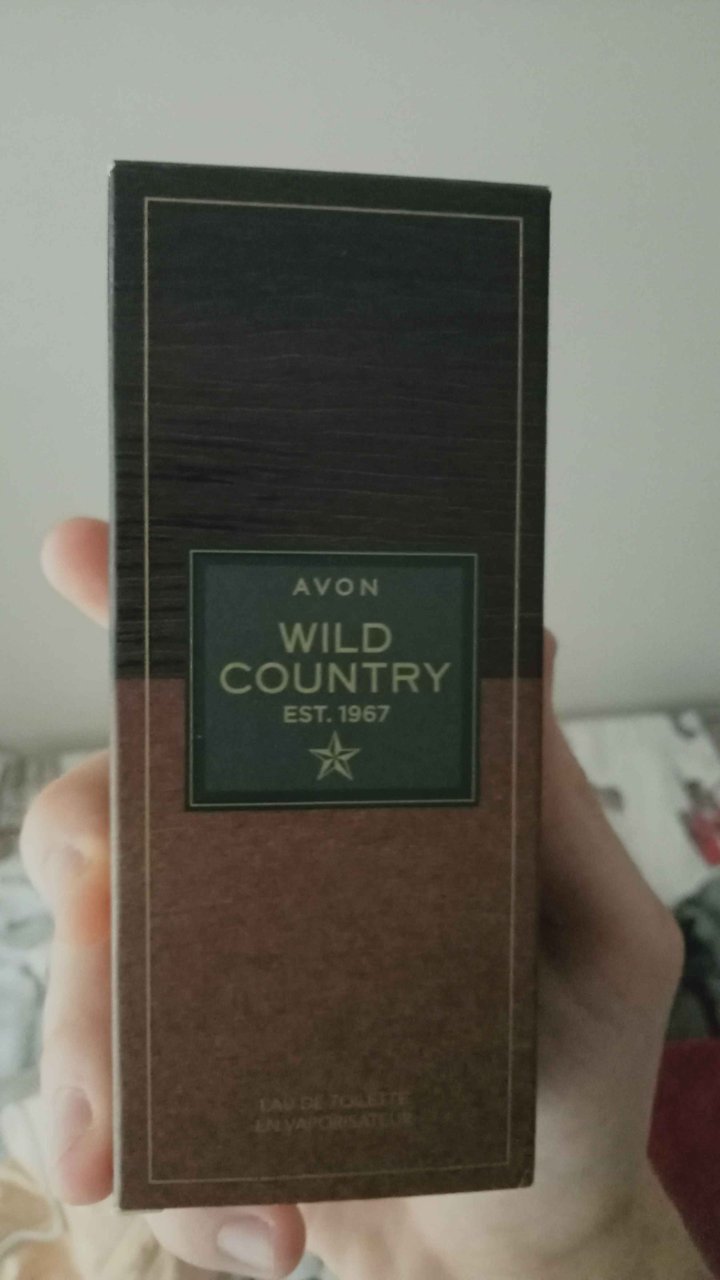 AVON
WILD
COUNTRY
EST. 1967
EAU DE TOILETTE
EN VAPORISATEUR